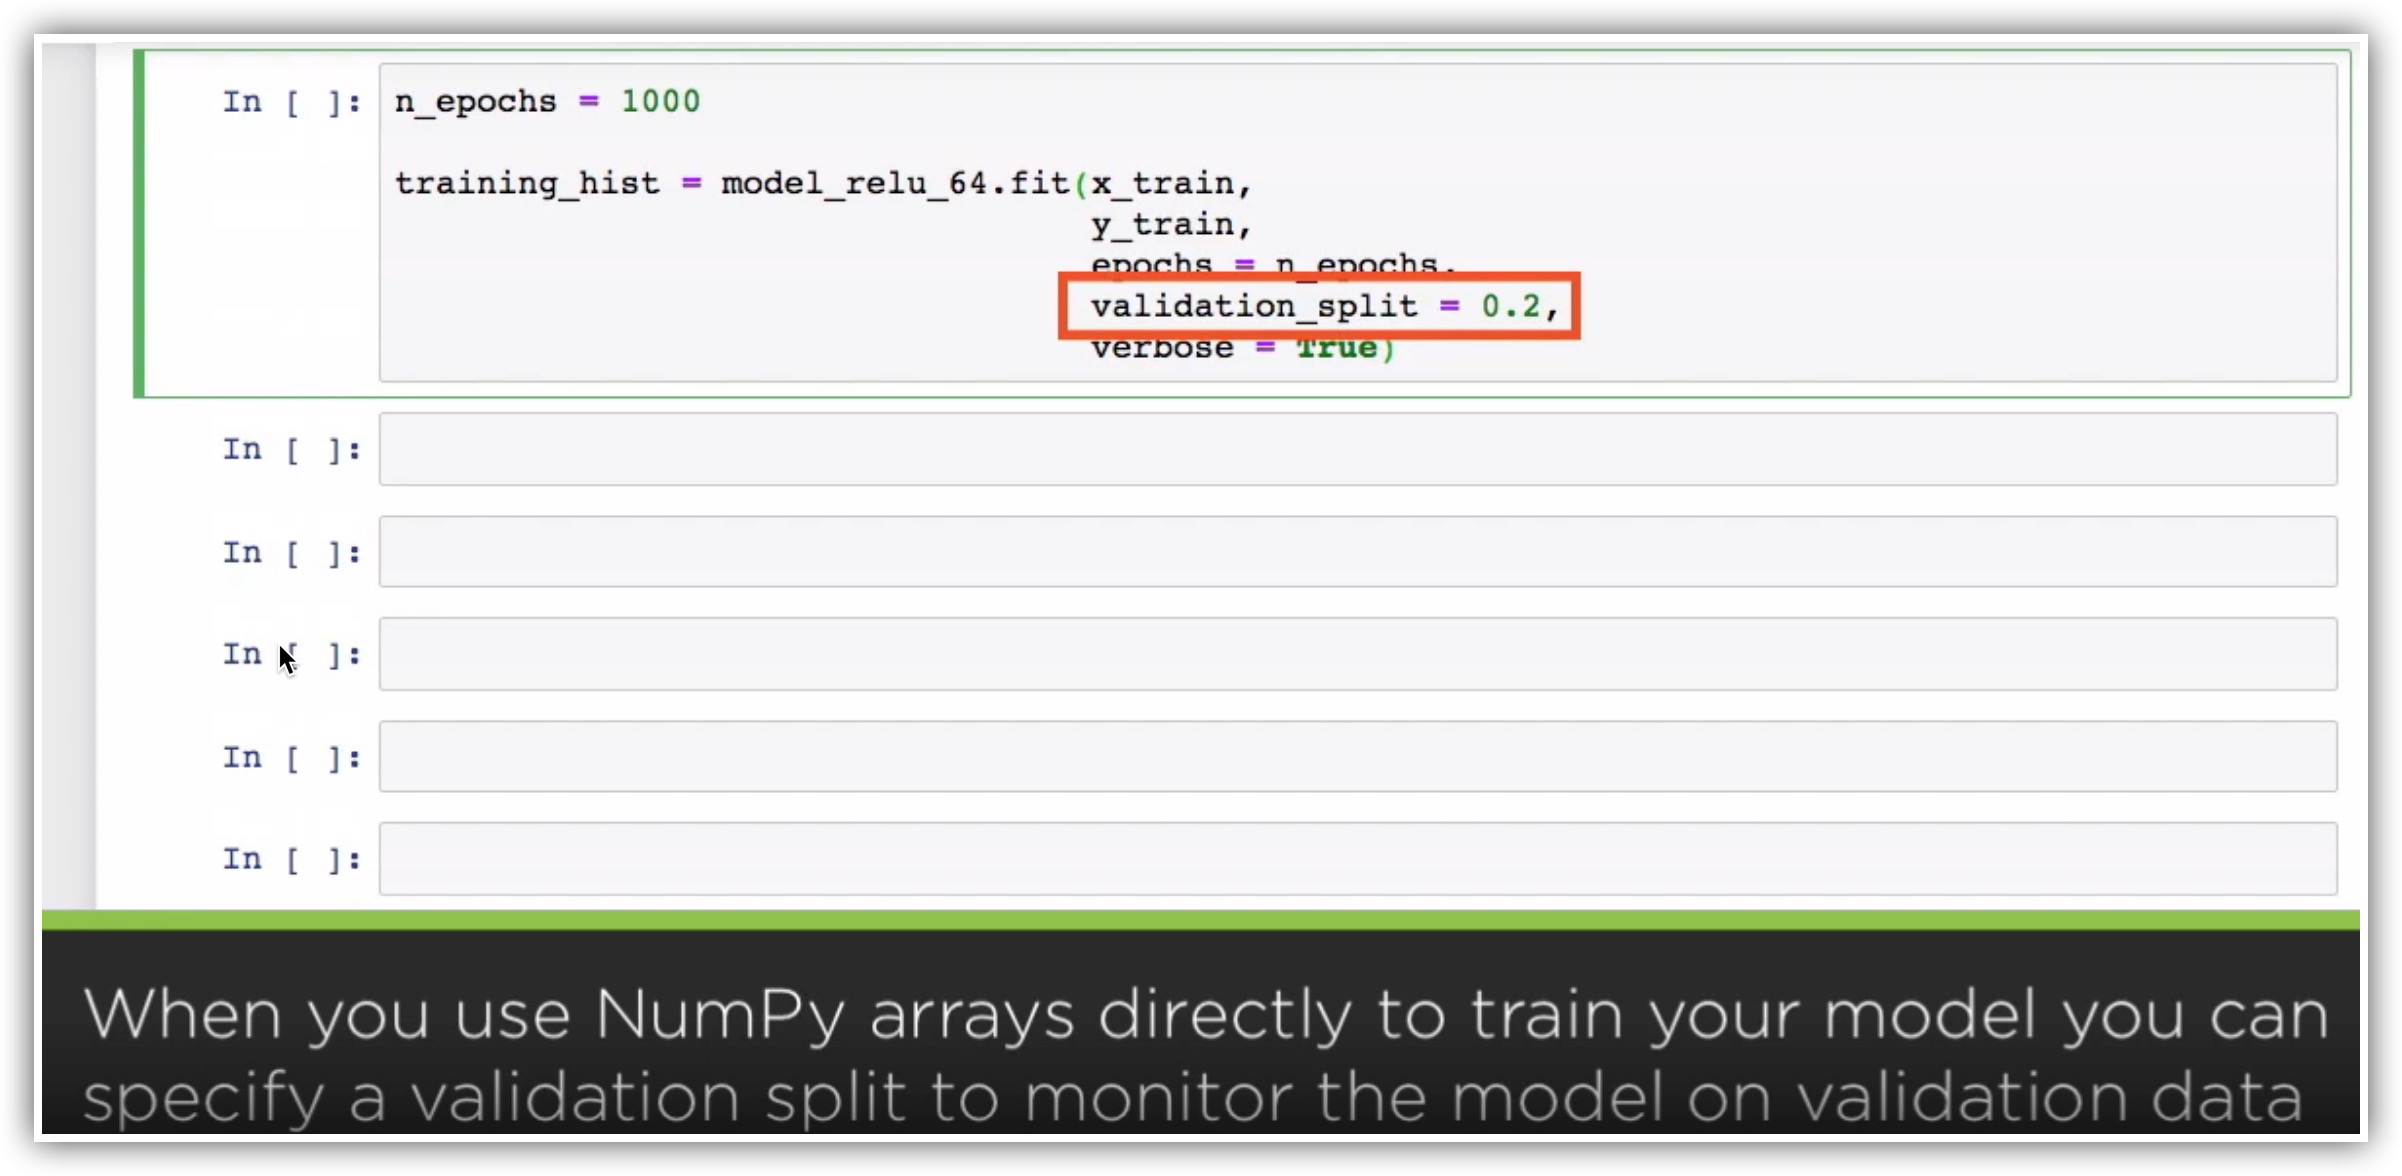 In [ ]: n_epochs = 1000
training_hist = model_relu_64.fit(x_train,
y_train,
epochs = n_epochs,
validation_split = 0.2,
verbose = True)
In [ ]:
In [ ]:
In [ ]:
In [ ]:
In [ ]:
When you use NumPy arrays directly to train your model you can
specify a validation split to monitor the model on validation data